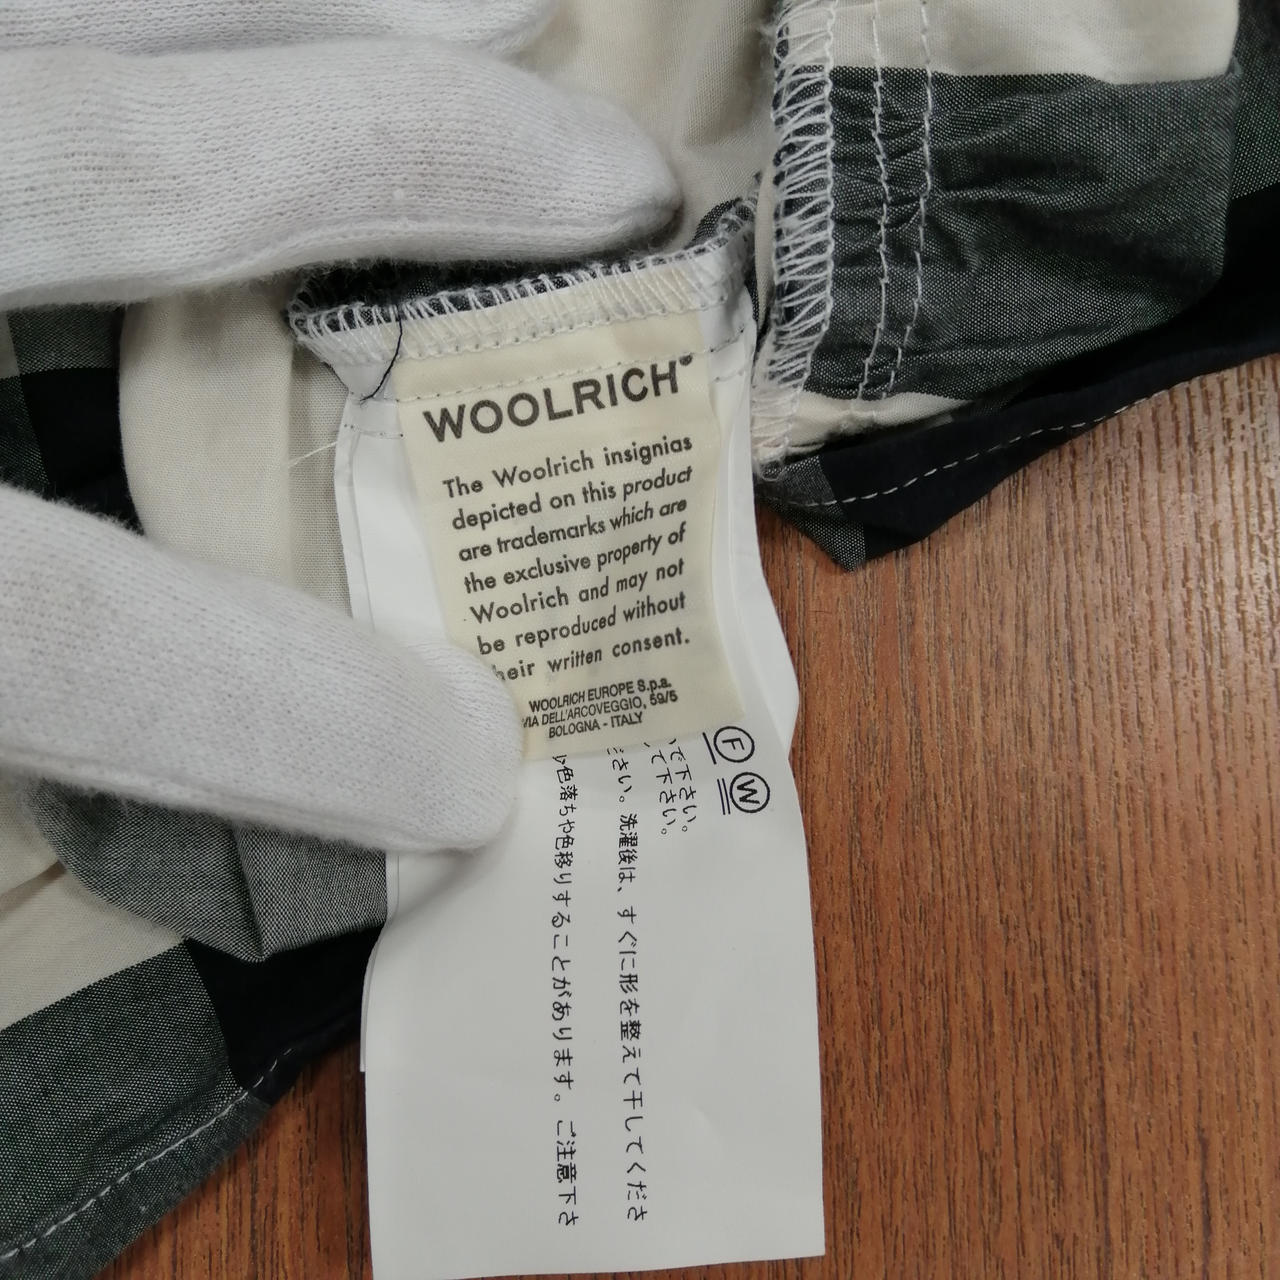 WOOLRICH®
The Woolrich insignias
depicted on this product
are trademarks which are
the exclusive property of
Woolrich and may not
be reproduced without
heir written consent.
WOOLRICH EUROPE S.p.a.
VIA DELL'ARCOVEGGIO, 59/5
BOLOGNA - ITALY
F
W
で下さい。
て下さい。
ださい。洗濯後は、すぐに形を整えて干してくださ
色落ちや色移りすることがあります。ご注意下さ